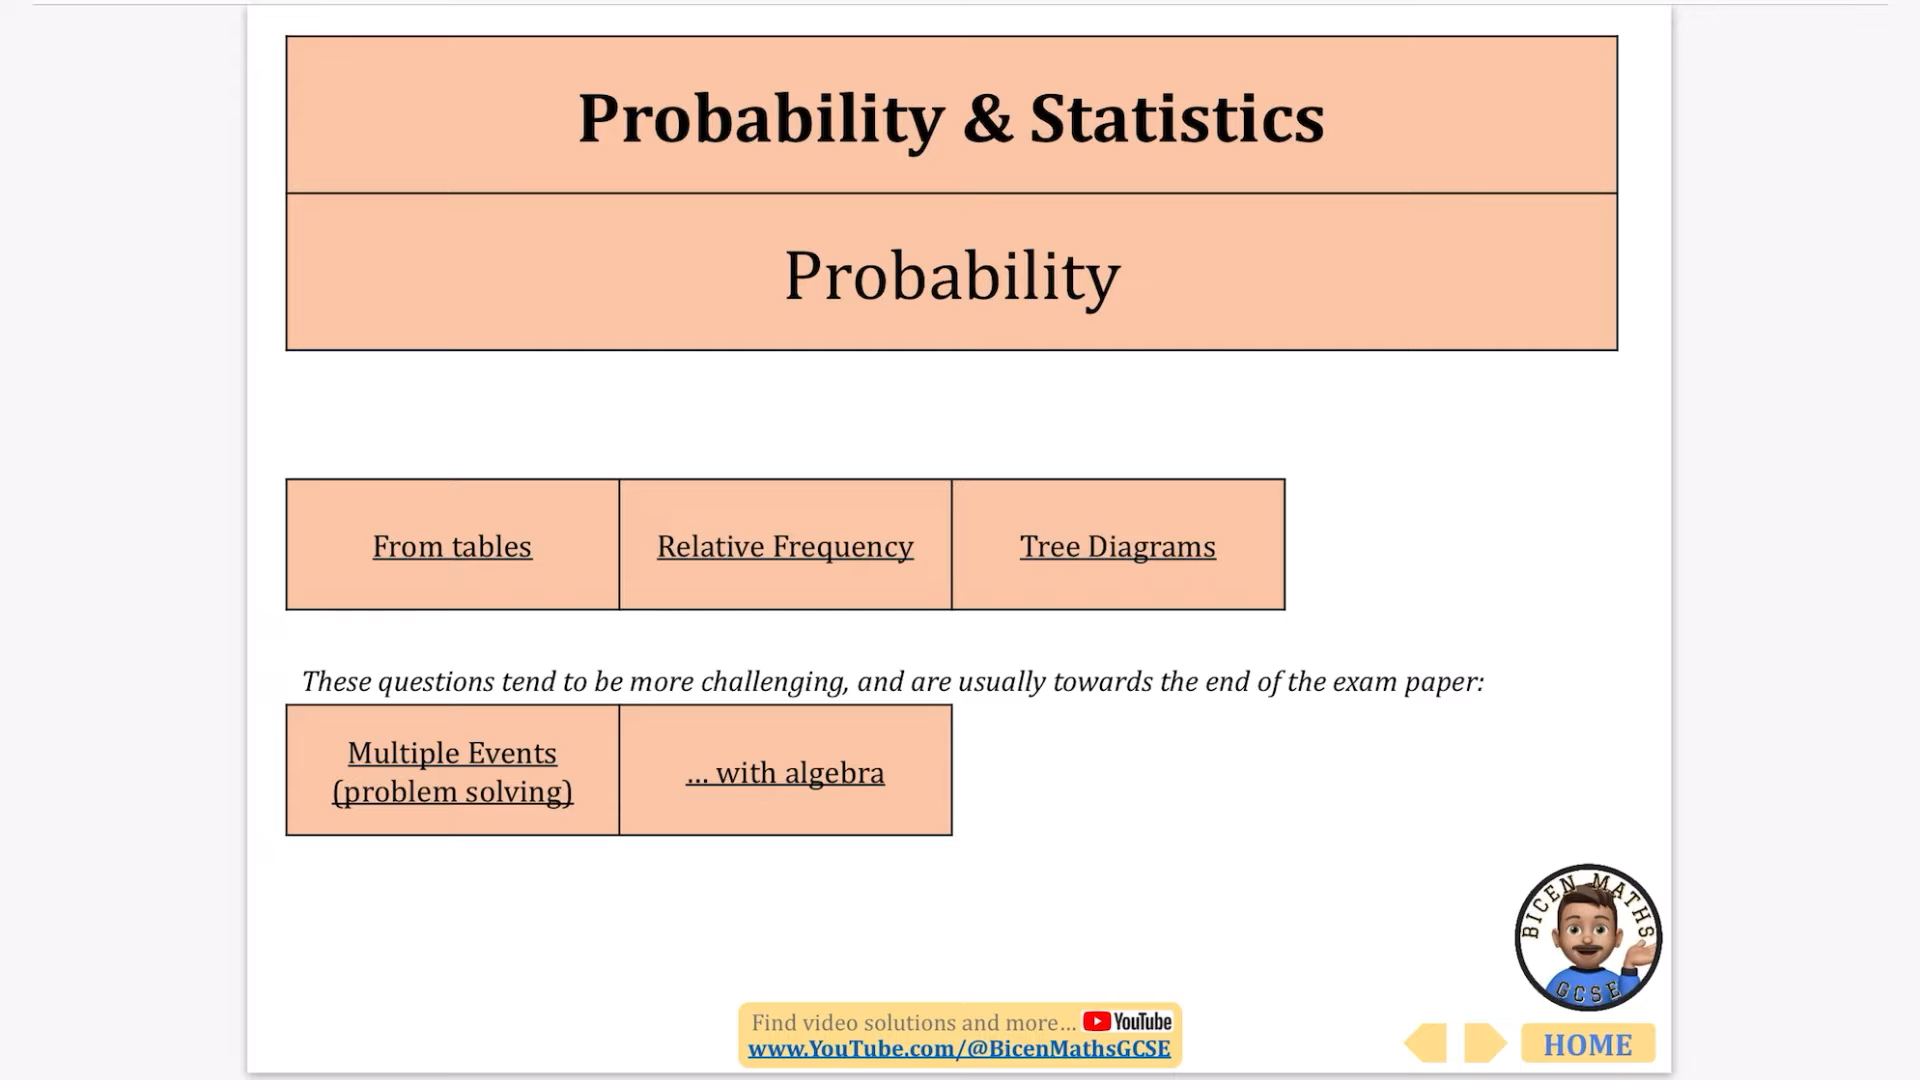 Probability & Statistics
Probability
From tables
Relative Frequency
Tree Diagrams
These questions tend to be more challenging, and are usually towards the end of the exam paper:
Multiple Events
(problem solving)
... with algebra
BICEN MATHS
GCSE
Find video solutions and more... YouTube
www.YouTube.com/@BicenMathsGCSE
HOME